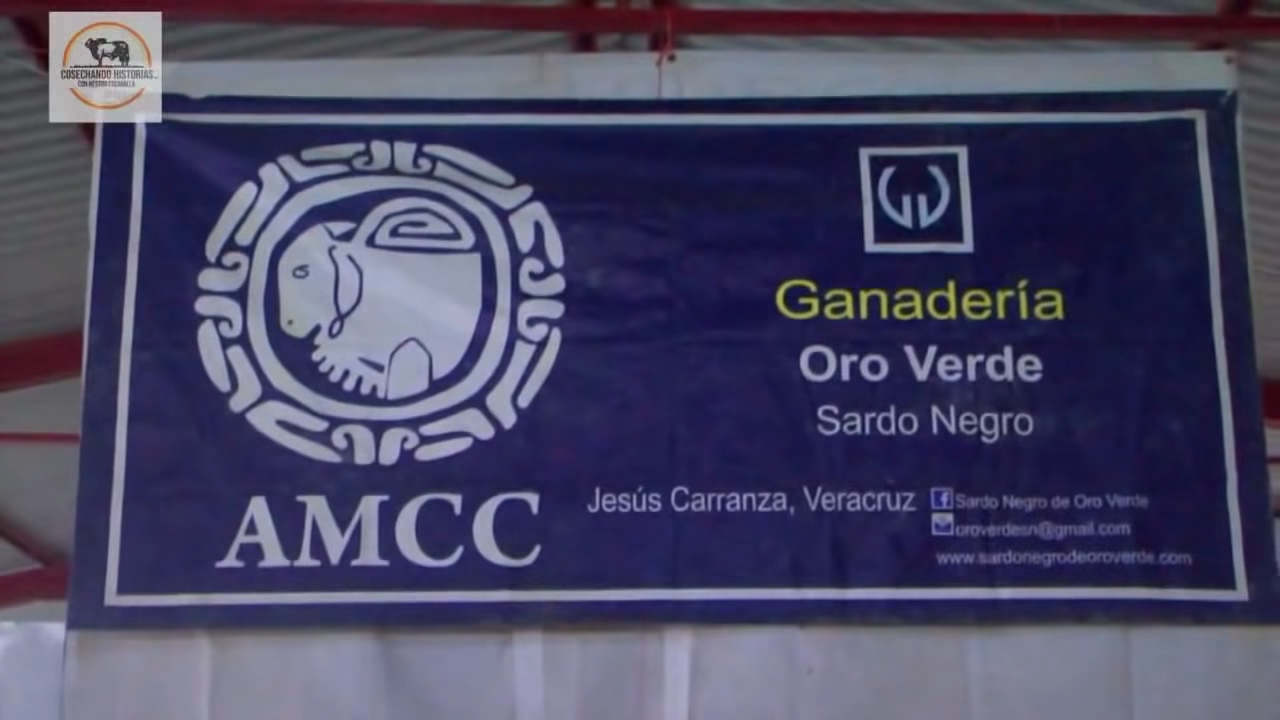 COSECHANDO HISTORIAS
AMCC
Ganadería
Oro Verde
Sardo Negro
Jesús Carranza, Veracruz
Sardo Negro de Oro Verde
oroverdesn@gmail.com
www.sardonegrodeoroverde.com